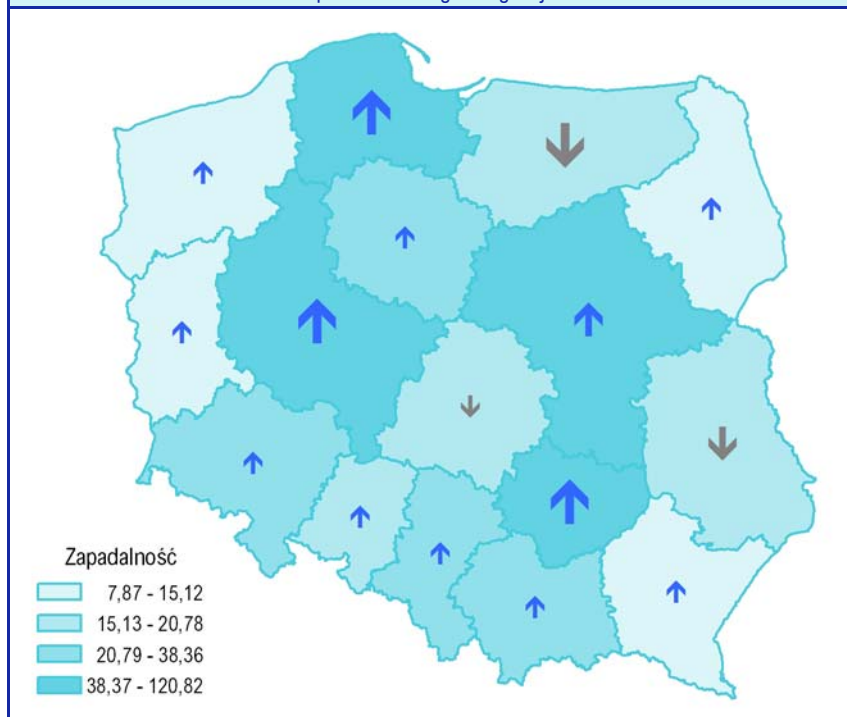 Zapadalność
7,87 - 15,12
15,13 - 20,78
20,79 - 38,36
38,37 - 120,82